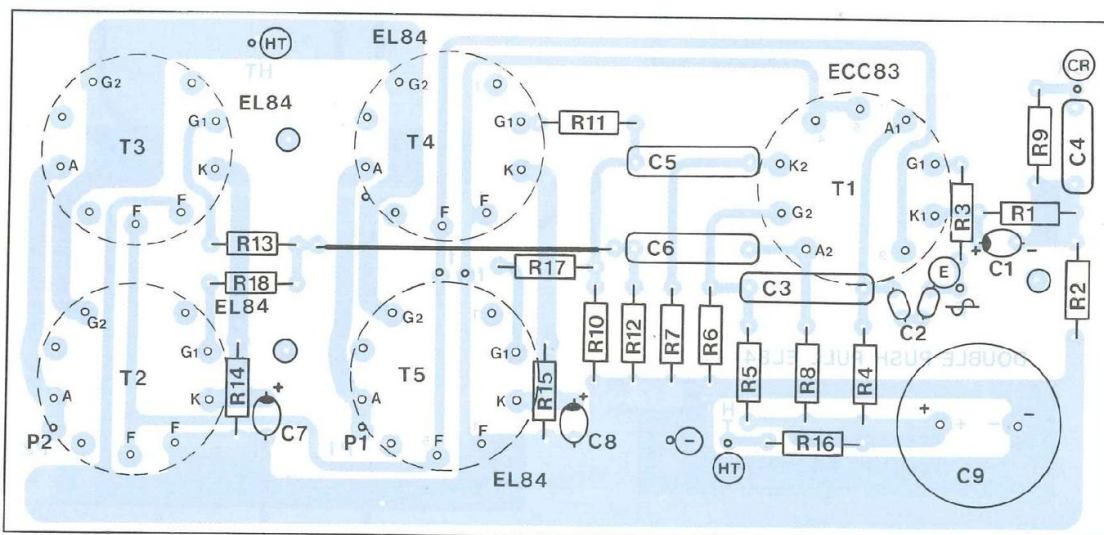 HT
EL84
ECC83
CR
G2
G2
EL84
A1
G1
G1
R11
R9
C4
T3
T4
K2
G1
A
K
A
K
C5
T1
R3
R1
F
F
F
F
F
F
G2
K1
R13
C6
A2
C1
+ -
R18
R17
E
R2
EL84
C3
C2
G2
G2
G1
G1
R10
R12
R7
R6
DOUBLE PUSH PULL EL84
T2
T5
R14
R15
R5
R8
R4
A
K
A
K
+
C7
+
C8
P2
P1
F
F
F
F
F
F
-
HT
R16
+ -
+ -
C9
EL84
HT